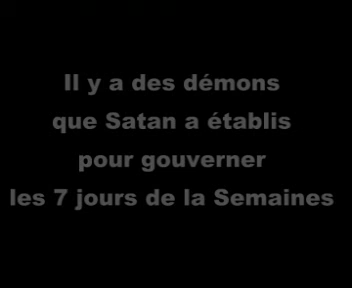 Il y a des démons
que Satan a établis
pour gouverner
les 7 jours de la Semaines